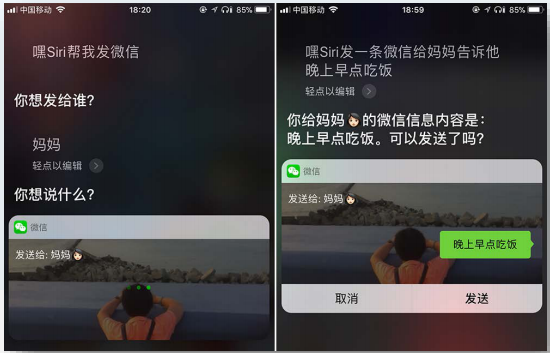 中国移动 18:20 85%
嘿Siri帮我发微信
你想发给谁?
妈妈
轻点以编辑
你想说什么?
微信
发送给: 妈妈👩🏻
中国移动 18:59 85%
嘿Siri发一条微信给妈妈告诉他
晚上早点吃饭
轻点以编辑
你给妈妈👩🏻的微信信息内容是：
晚上早点吃饭。可以发送了吗?
微信
发送给: 妈妈👩🏻
晚上早点吃饭
取消 发送